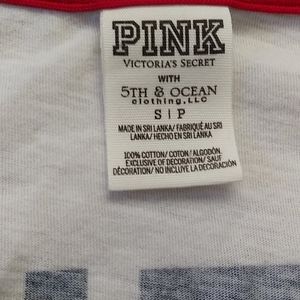 PINK
VICTORIA'S SECRET
WITH
5TH & OCEAN
clothing, LLC
S | P
MADE IN SRI LANKA/ FABRIQUÉ AU SRI
LANKA/ HECHO EN SRI LANKA
100% COTTON/ COTON/ ALGODÓN.
EXCLUSIVE OF DECORATION/ SAUF
DÉCORATION/ NO INCLUYE LA DECORACIÓN